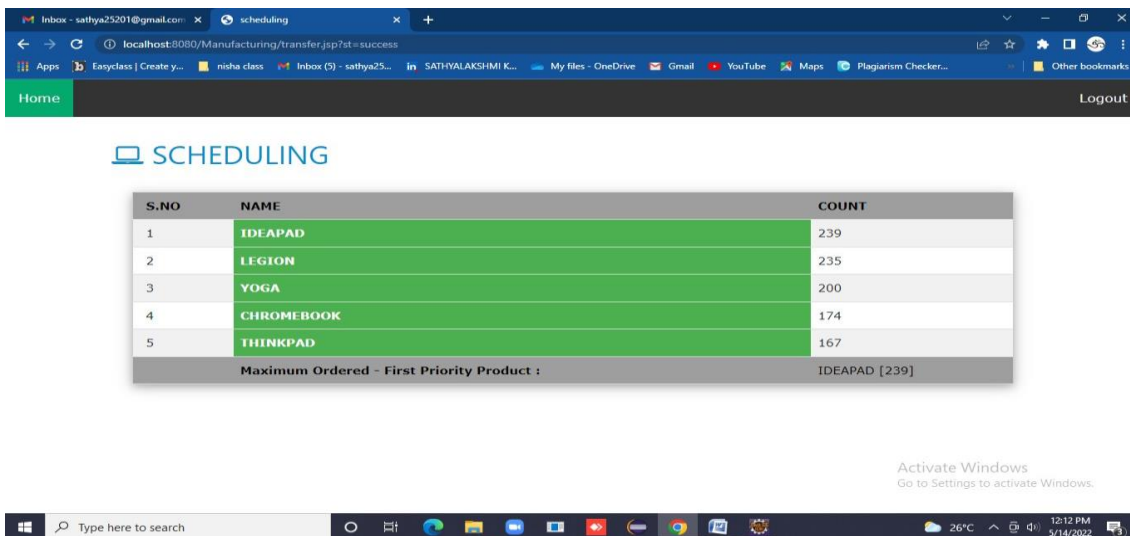 Inbox - sathya25201@gmail.com
scheduling
localhost:8080/Manufacturing/transfer.jsp?st=success
Apps Easyclass | Create y... nisha class Inbox (5) - sathya25... SATHYALAKSHMI K... My files - OneDrive Gmail YouTube Maps Plagiarism Checker... Other bookmarks
Home Logout
SCHEDULING
S.NO NAME COUNT
1 IDEAPAD 239
2 LEGION 235
3 YOGA 200
4 CHROMEBOOK 174
5 THINKPAD 167
Maximum Ordered - First Priority Product : IDEAPAD [239]
Activate Windows
Go to Settings to activate Windows.
Type here to search
26°C
12:12 PM
5/14/2022